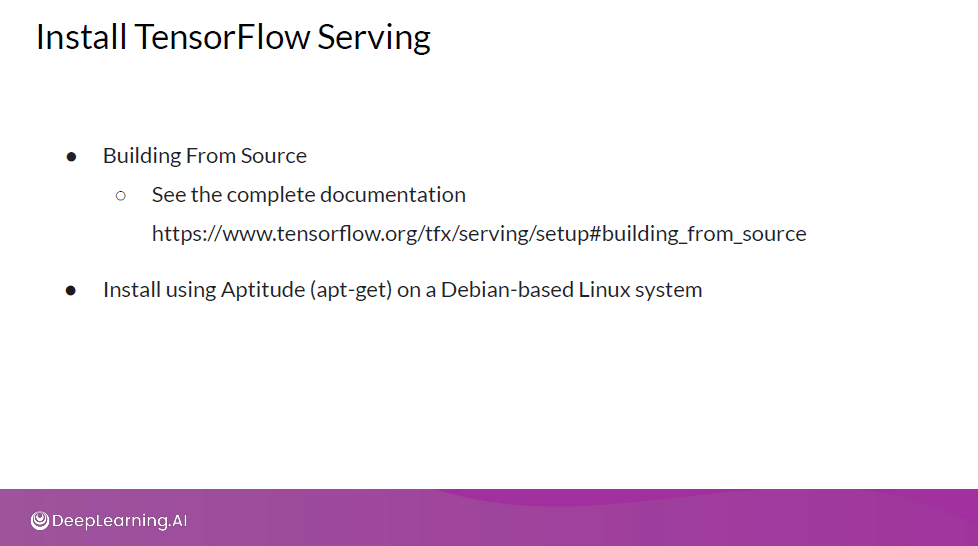 Install TensorFlow Serving
● Building From Source
○ See the complete documentation
https://www.tensorflow.org/tfx/serving/setup#building_from_source
● Install using Aptitude (apt-get) on a Debian-based Linux system
DeepLearning.AI